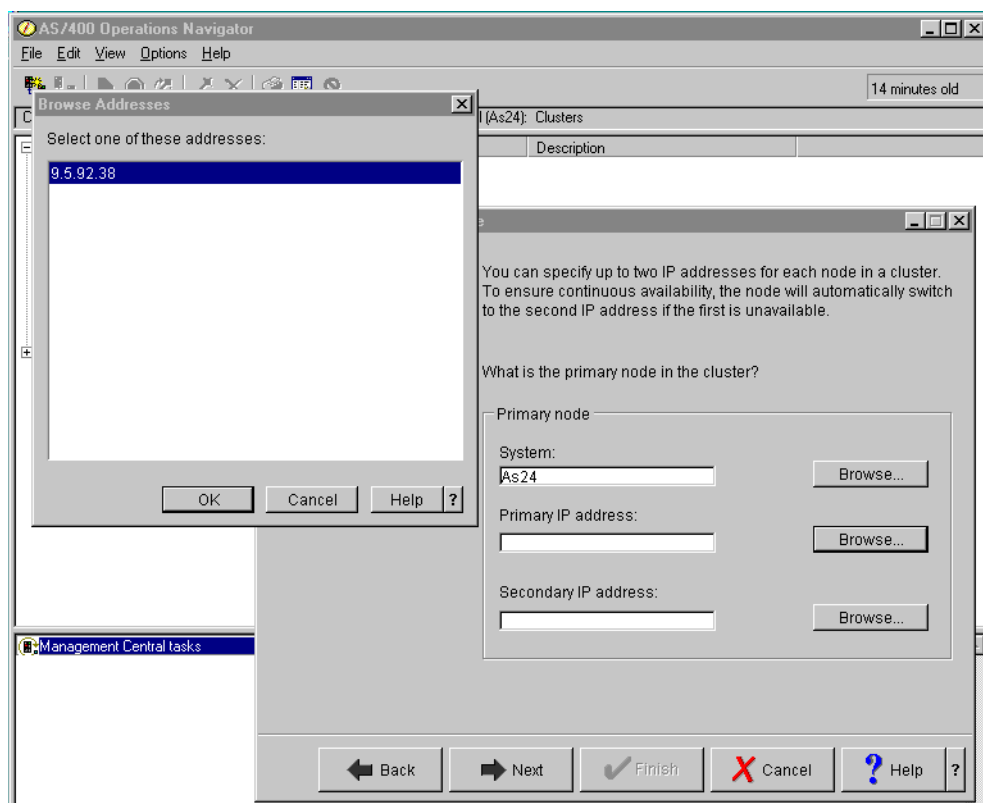 AS/400 Operations Navigator
File Edit View Options Help
14 minutes old
Browse Addresses
(As24): Clusters
Select one of these addresses:
Description
9.5.92.38
You can specify up to two IP addresses for each node in a cluster.
To ensure continuous availability, the node will automatically switch
to the second IP address if the first is unavailable.
What is the primary node in the cluster?
Primary node
System:
As24
Browse...
OK Cancel Help ?
Primary IP address:
Browse...
Secondary IP address:
Browse...
Management Central tasks
Back Next Finish Cancel Help ?